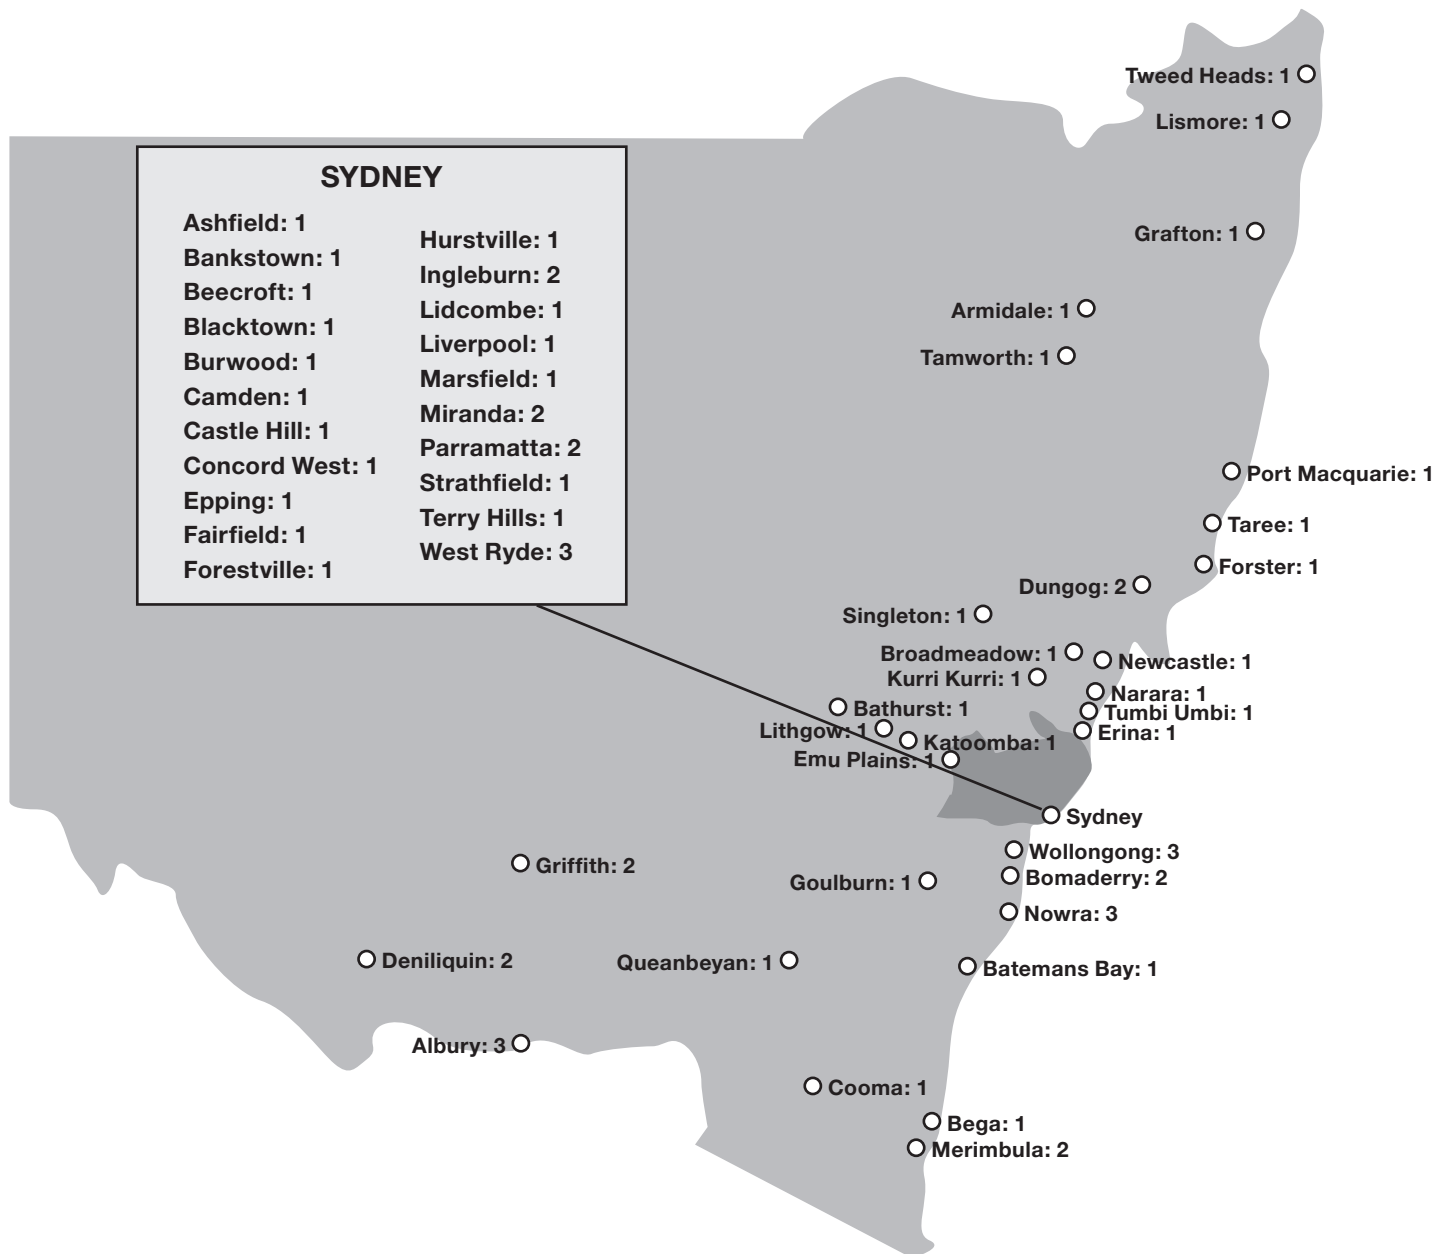 Tweed Heads: 1
Lismore: 1
SYDNEY
Ashfield: 1
Bankstown: 1
Beecroft: 1
Blacktown: 1
Burwood: 1
Camden: 1
Castle Hill: 1
Concord West: 1
Epping: 1
Fairfield: 1
Forestville: 1
Hurstville: 1
Ingleburn: 2
Lidcombe: 1
Liverpool: 1
Marsfield: 1
Miranda: 2
Parramatta: 2
Strathfield: 1
Terry Hills: 1
West Ryde: 3
Grafton: 1
Armidale: 1
Tamworth: 1
Port Macquarie: 1
Taree: 1
Forster: 1
Dungog: 2
Singleton: 1
Broadmeadow: 1
Newcastle: 1
Kurri Kurri: 1
Narara: 1
Bathurst: 1
Tumbi Umbi: 1
Lithgow: 1
Erina: 1
Katoomba: 1
Emu Plains: 1
Sydney
Wollongong: 3
Griffith: 2
Bomaderry: 2
Goulburn: 1
Nowra: 3
Deniliquin: 2
Queanbeyan: 1
Batemans Bay: 1
Albury: 3
Cooma: 1
Bega: 1
Merimbula: 2